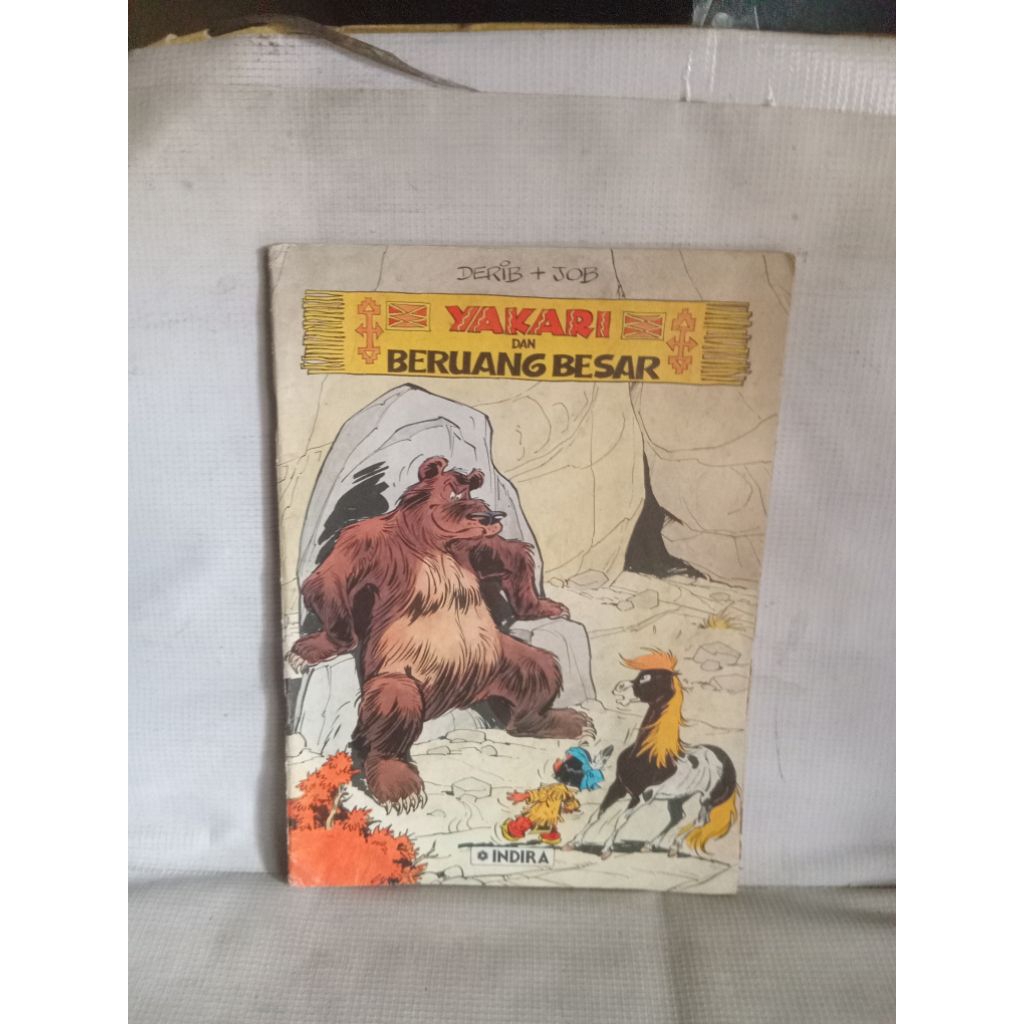 DERIB + JOB
YAKARI
DAN
BERUANG BESAR
INDIRA